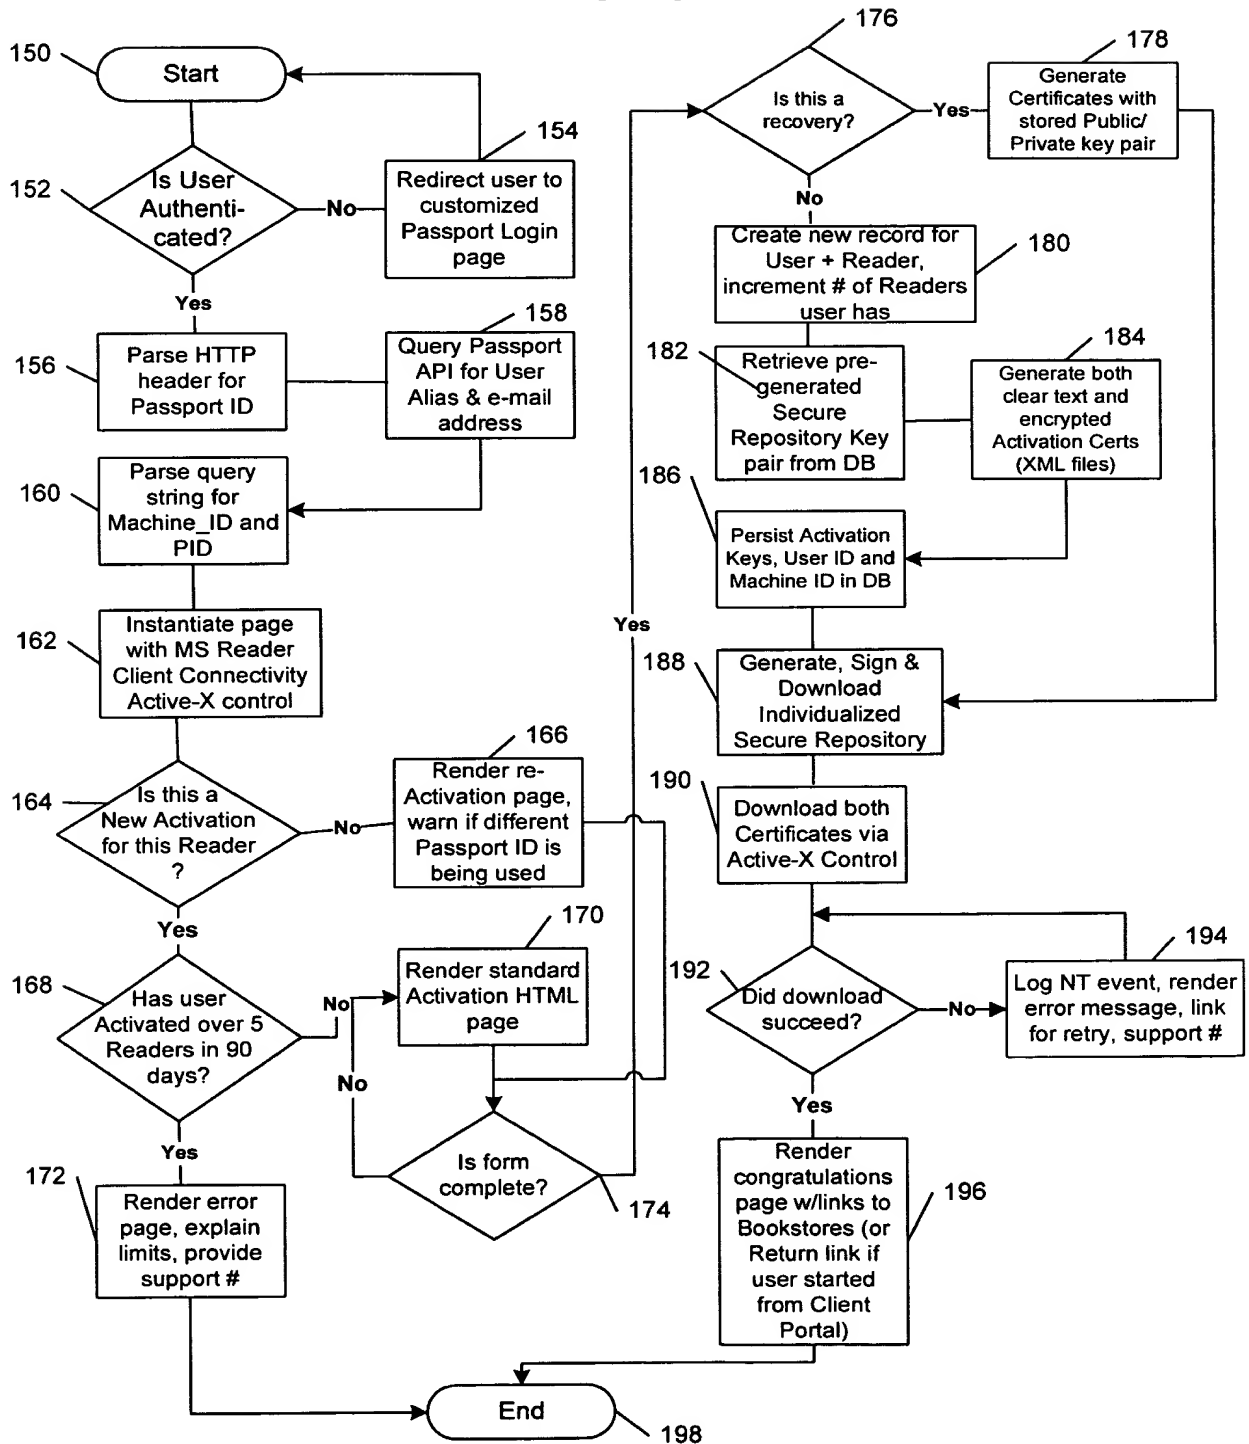 150
Start
152
Is User
Authenti-
cated?
No
154
Redirect user to
customized
Passport Login
page
Yes
156
Parse HTTP
header for
Passport ID
158
Query Passport
API for User
Alias & e-mail
address
160
Parse query
string for
Machine_ID and
PID
162
Instantiate page
with MS Reader
Client Connectivity
Active-X control
164
Is this a
New Activation
for this Reader
?
No
166
Render re-
Activation page,
warn if different
Passport ID is
being used
Yes
168
Has user
Activated over 5
Readers in 90
days?
No
170
Render standard
Activation HTML
page
No
Yes
172
Render error
page, explain
limits, provide
support #
Is form
complete?
174
Yes
176
Is this a
recovery?
Yes
178
Generate
Certificates with
stored Public/
Private key pair
No
180
Create new record for
User + Reader,
increment # of Readers
user has
182
Retrieve pre-
generated
Secure
Repository Key
pair from DB
184
Generate both
clear text and
encrypted
Activation Certs
(XML files)
186
Persist Activation
Keys, User ID and
Machine ID in DB
188
Generate, Sign &
Download
Individualized
Secure Repository
190
Download both
Certificates via
Active-X Control
192
Did download
succeed?
No
194
Log NT event, render
error message, link
for retry, support #
Yes
196
Render
congratulations
page w/links to
Bookstores (or
Return link if
user started
from Client
Portal)
End
198